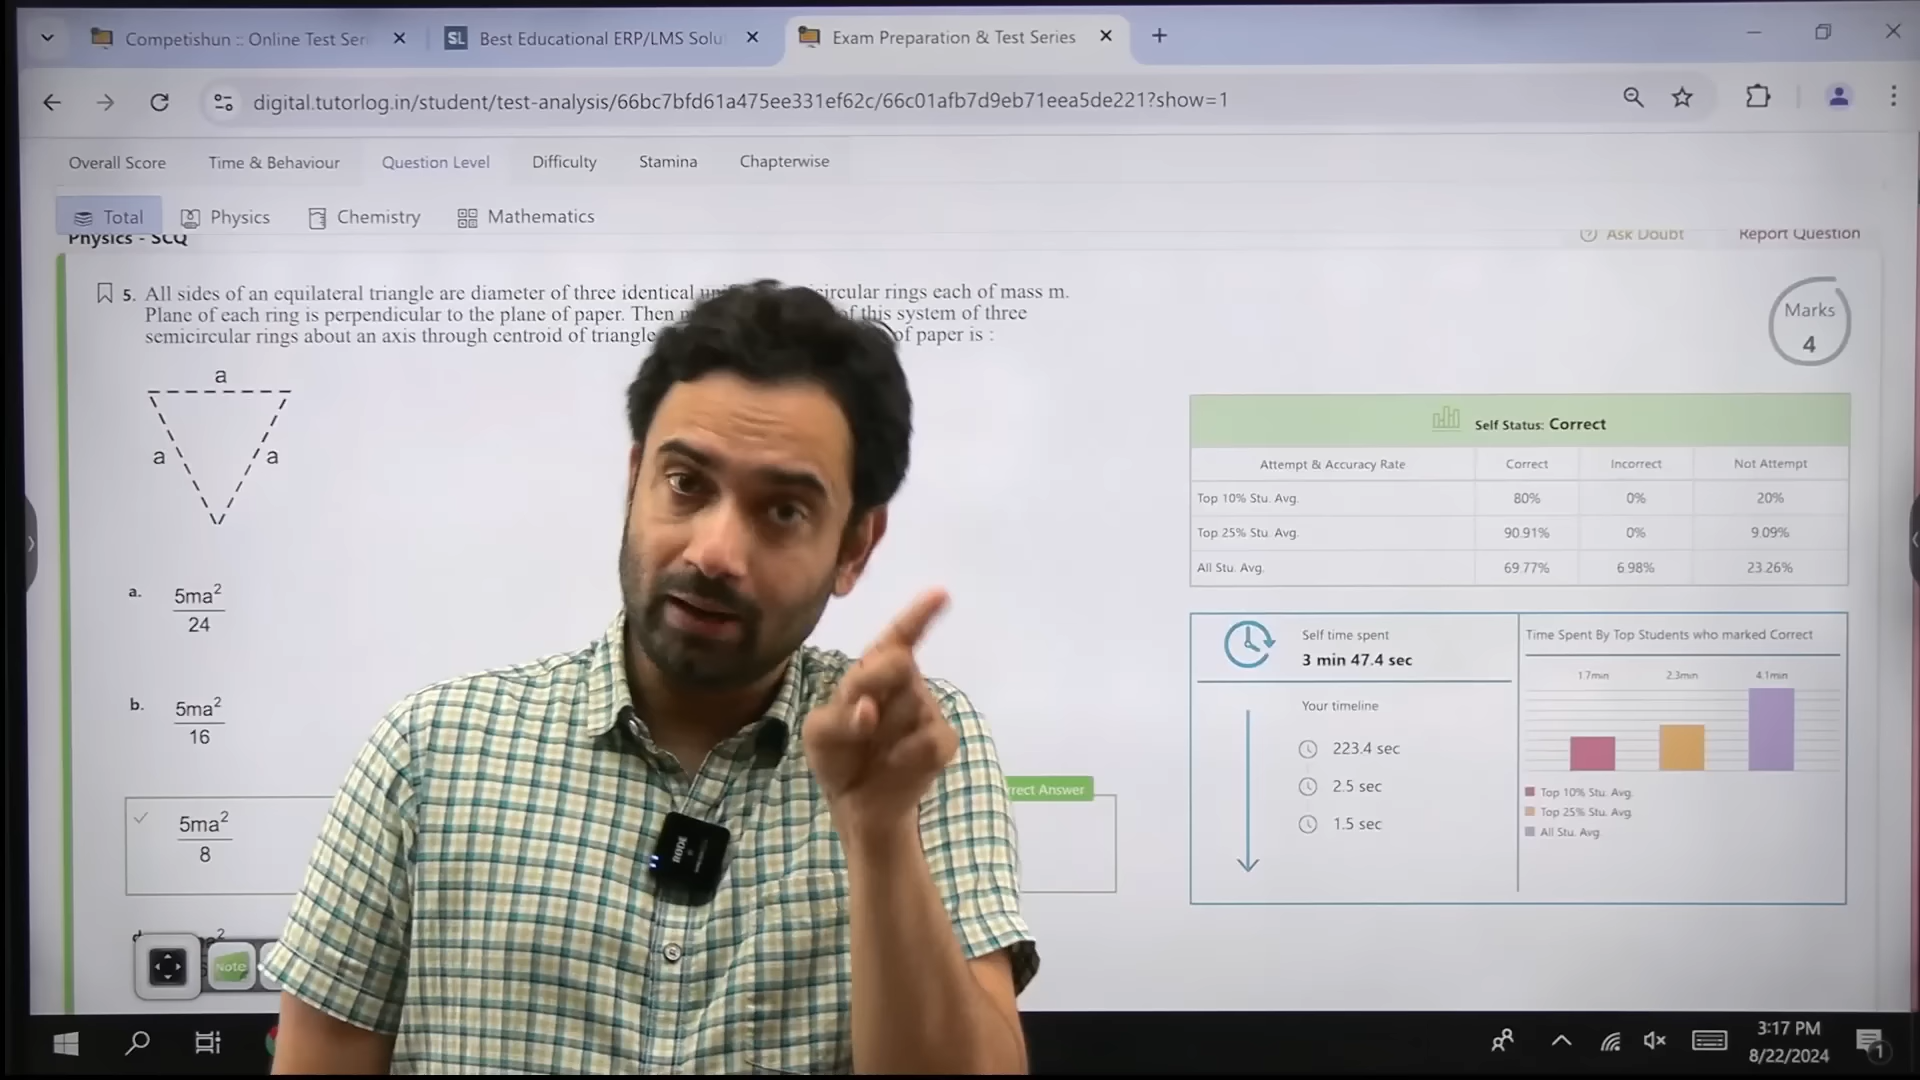 Competishun :: Online Test Ser
Best Educational ERP/LMS Solu
Exam Preparation & Test Series
digital.tutorlog.in/student/test-analysis/66bc7bfd61a475ee331ef62c/66c01afb7d9eb71eea5de221?show=1
Overall Score Time & Behaviour Question Level Difficulty Stamina Chapterwise
Total Physics Chemistry Mathematics
Physics - SCQ
Ask Doubt Report Question
5. All sides of an equilateral triangle are diameter of three identical rings each of mass m.
Plane of each ring is perpendicular to the plane of paper. Then of this system of three
semicircular rings about an axis through centroid of triangle of paper is :
Marks
4
a
a
a
a. 5ma²
24
b. 5ma²
16
Correct Answer
5ma²
8
Note
RODE
Self Status: Correct
Attempt & Accuracy Rate Correct Incorrect Not Attempt
Top 10% Stu. Avg. 80% 0% 20%
Top 25% Stu. Avg. 90.91% 0% 9.09%
All Stu. Avg. 69.77% 6.98% 23.26%
Self time spent
3 min 47.4 sec
Your timeline
223.4 sec
2.5 sec
1.5 sec
Time Spent By Top Students who marked Correct
1.7min 2.3min 4.1min
Top 10% Stu. Avg.
Top 25% Stu. Avg.
All Stu. Avg.
3:17 PM
8/22/2024
1